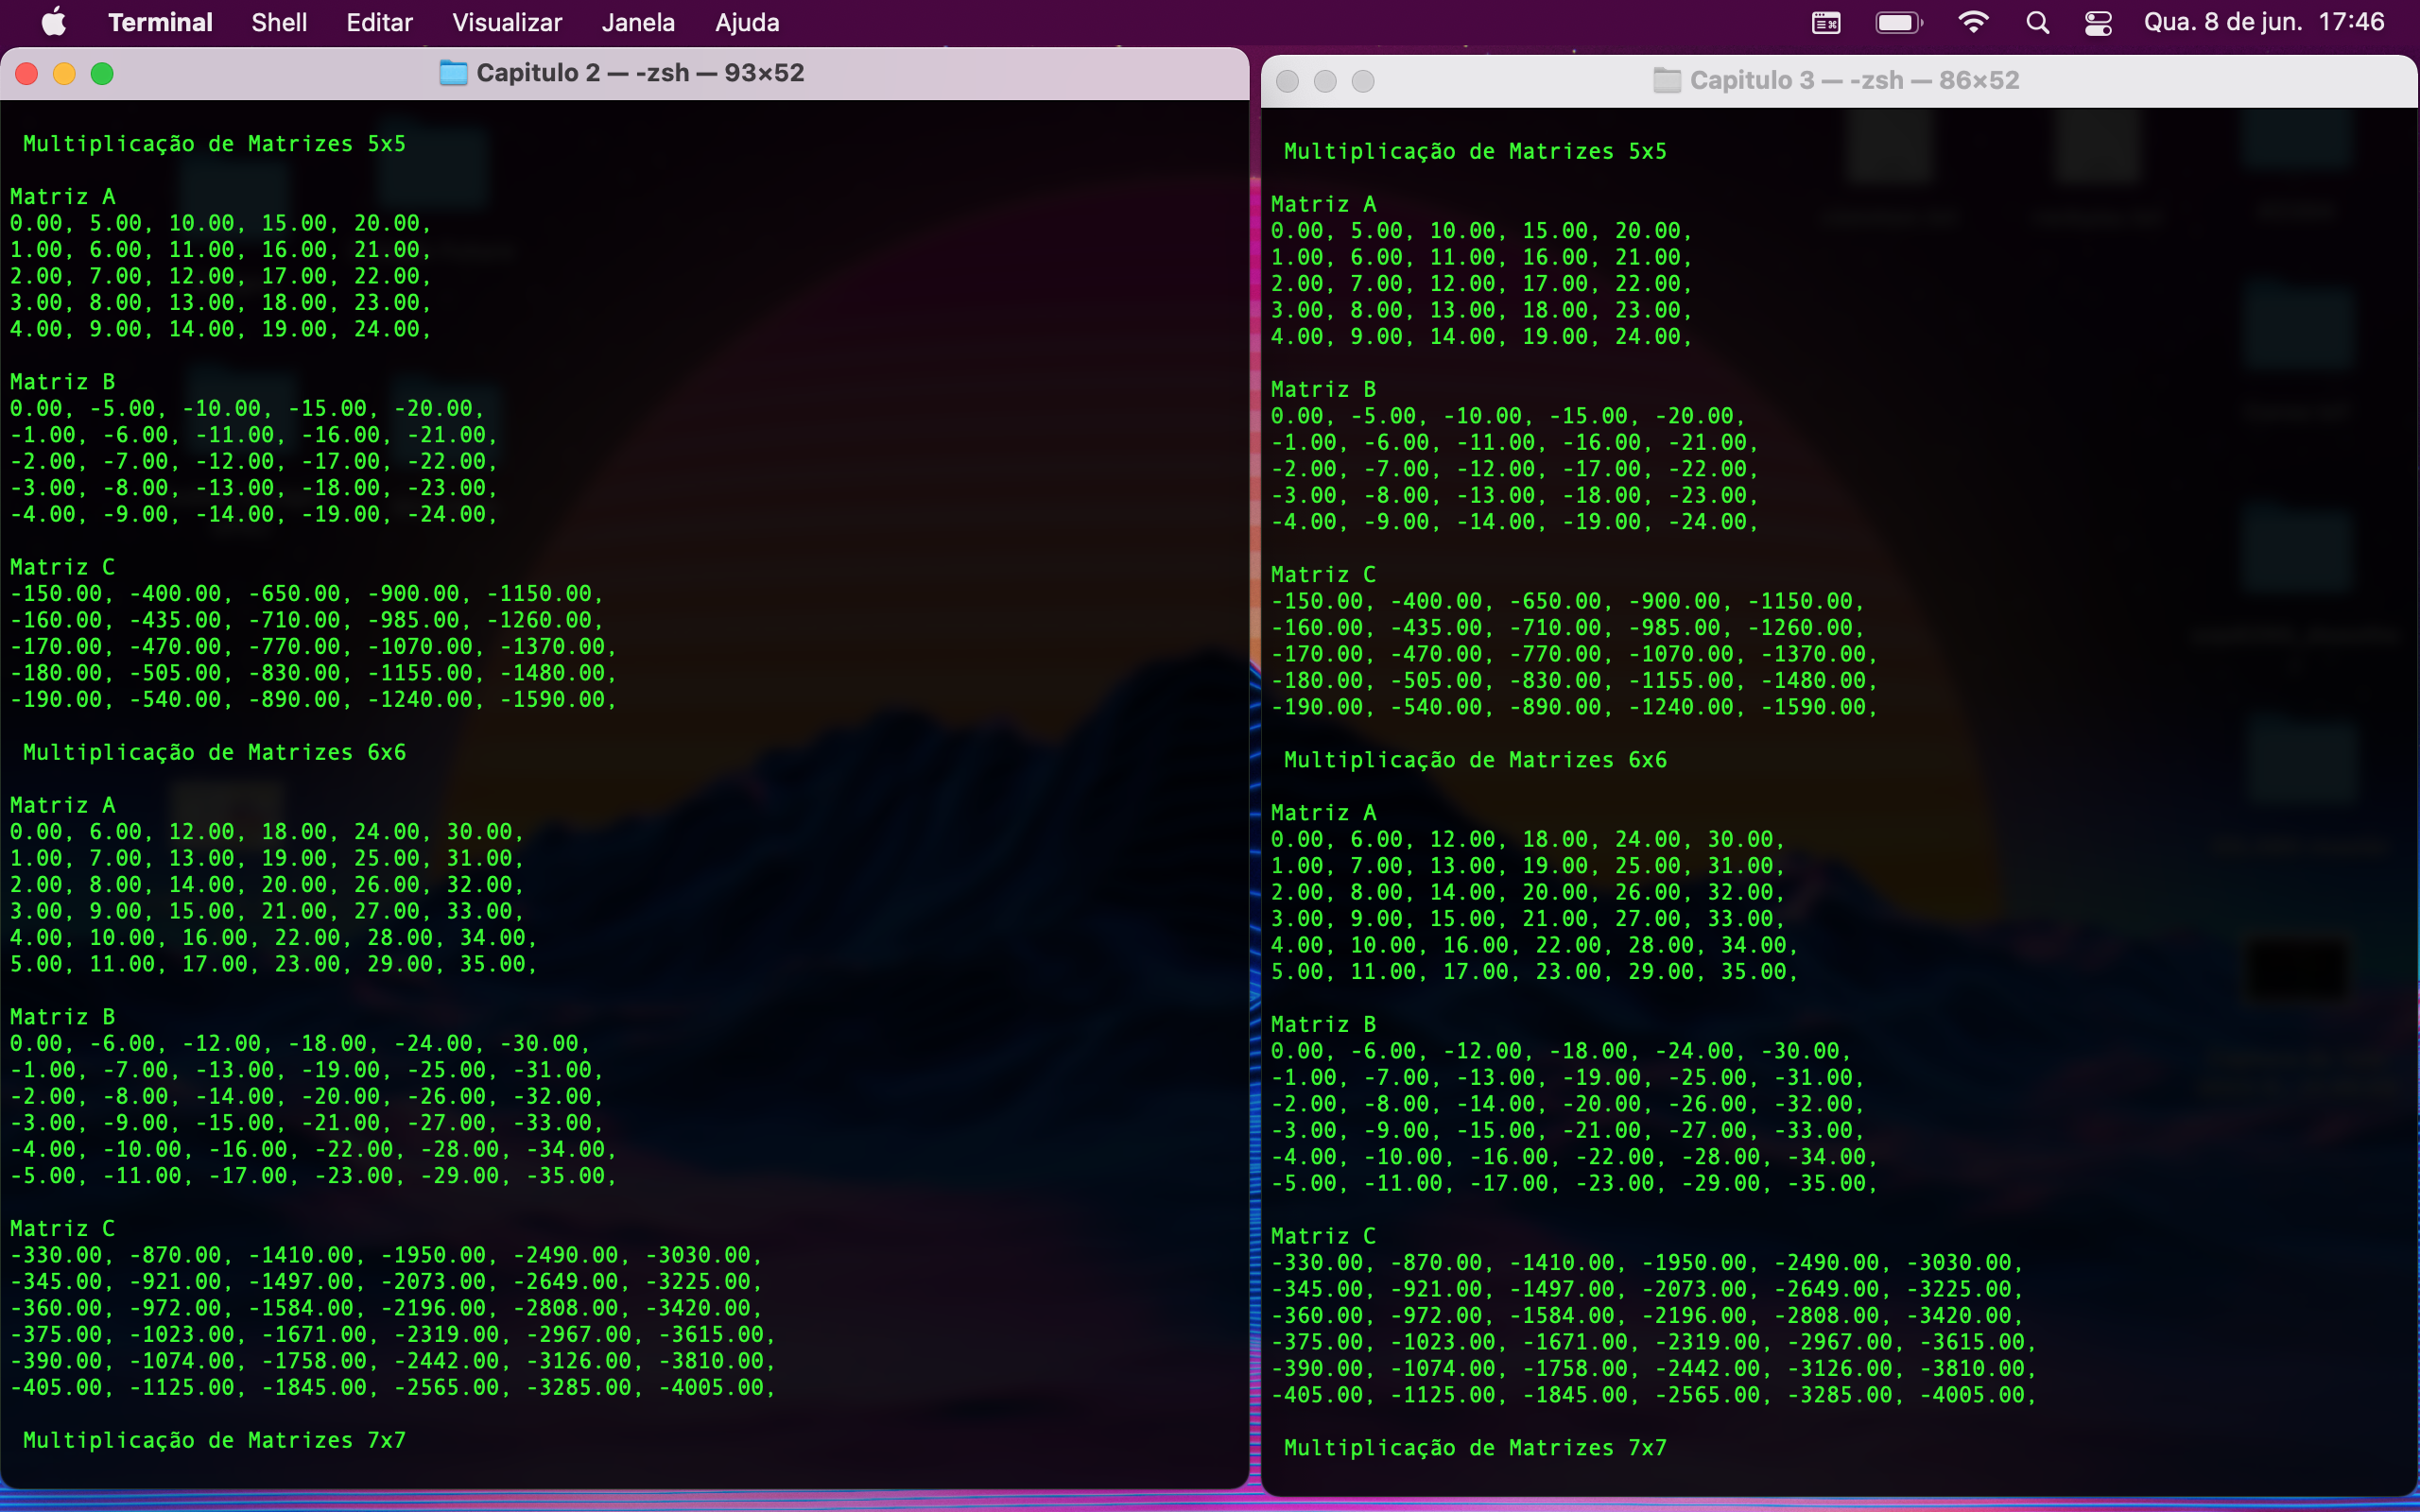 Terminal Shell Editar Visualizar Janela Ajuda Qua. 8 de jun. 17:46
Capitulo 2 — -zsh — 93×52
Multiplicação de Matrizes 5x5
Matriz A
0.00, 5.00, 10.00, 15.00, 20.00,
1.00, 6.00, 11.00, 16.00, 21.00,
2.00, 7.00, 12.00, 17.00, 22.00,
3.00, 8.00, 13.00, 18.00, 23.00,
4.00, 9.00, 14.00, 19.00, 24.00,
Matriz B
0.00, -5.00, -10.00, -15.00, -20.00,
-1.00, -6.00, -11.00, -16.00, -21.00,
-2.00, -7.00, -12.00, -17.00, -22.00,
-3.00, -8.00, -13.00, -18.00, -23.00,
-4.00, -9.00, -14.00, -19.00, -24.00,
Matriz C
-150.00, -400.00, -650.00, -900.00, -1150.00,
-160.00, -435.00, -710.00, -985.00, -1260.00,
-170.00, -470.00, -770.00, -1070.00, -1370.00,
-180.00, -505.00, -830.00, -1155.00, -1480.00,
-190.00, -540.00, -890.00, -1240.00, -1590.00,
Multiplicação de Matrizes 6x6
Matriz A
0.00, 6.00, 12.00, 18.00, 24.00, 30.00,
1.00, 7.00, 13.00, 19.00, 25.00, 31.00,
2.00, 8.00, 14.00, 20.00, 26.00, 32.00,
3.00, 9.00, 15.00, 21.00, 27.00, 33.00,
4.00, 10.00, 16.00, 22.00, 28.00, 34.00,
5.00, 11.00, 17.00, 23.00, 29.00, 35.00,
Matriz B
0.00, -6.00, -12.00, -18.00, -24.00, -30.00,
-1.00, -7.00, -13.00, -19.00, -25.00, -31.00,
-2.00, -8.00, -14.00, -20.00, -26.00, -32.00,
-3.00, -9.00, -15.00, -21.00, -27.00, -33.00,
-4.00, -10.00, -16.00, -22.00, -28.00, -34.00,
-5.00, -11.00, -17.00, -23.00, -29.00, -35.00,
Matriz C
-330.00, -870.00, -1410.00, -1950.00, -2490.00, -3030.00,
-345.00, -921.00, -1497.00, -2073.00, -2649.00, -3225.00,
-360.00, -972.00, -1584.00, -2196.00, -2808.00, -3420.00,
-375.00, -1023.00, -1671.00, -2319.00, -2967.00, -3615.00,
-390.00, -1074.00, -1758.00, -2442.00, -3126.00, -3810.00,
-405.00, -1125.00, -1845.00, -2565.00, -3285.00, -4005.00,
Multiplicação de Matrizes 7x7
Capitulo 3 — -zsh — 86×52
Multiplicação de Matrizes 5x5
Matriz A
0.00, 5.00, 10.00, 15.00, 20.00,
1.00, 6.00, 11.00, 16.00, 21.00,
2.00, 7.00, 12.00, 17.00, 22.00,
3.00, 8.00, 13.00, 18.00, 23.00,
4.00, 9.00, 14.00, 19.00, 24.00,
Matriz B
0.00, -5.00, -10.00, -15.00, -20.00,
-1.00, -6.00, -11.00, -16.00, -21.00,
-2.00, -7.00, -12.00, -17.00, -22.00,
-3.00, -8.00, -13.00, -18.00, -23.00,
-4.00, -9.00, -14.00, -19.00, -24.00,
Matriz C
-150.00, -400.00, -650.00, -900.00, -1150.00,
-160.00, -435.00, -710.00, -985.00, -1260.00,
-170.00, -470.00, -770.00, -1070.00, -1370.00,
-180.00, -505.00, -830.00, -1155.00, -1480.00,
-190.00, -540.00, -890.00, -1240.00, -1590.00,
Multiplicação de Matrizes 6x6
Matriz A
0.00, 6.00, 12.00, 18.00, 24.00, 30.00,
1.00, 7.00, 13.00, 19.00, 25.00, 31.00,
2.00, 8.00, 14.00, 20.00, 26.00, 32.00,
3.00, 9.00, 15.00, 21.00, 27.00, 33.00,
4.00, 10.00, 16.00, 22.00, 28.00, 34.00,
5.00, 11.00, 17.00, 23.00, 29.00, 35.00,
Matriz B
0.00, -6.00, -12.00, -18.00, -24.00, -30.00,
-1.00, -7.00, -13.00, -19.00, -25.00, -31.00,
-2.00, -8.00, -14.00, -20.00, -26.00, -32.00,
-3.00, -9.00, -15.00, -21.00, -27.00, -33.00,
-4.00, -10.00, -16.00, -22.00, -28.00, -34.00,
-5.00, -11.00, -17.00, -23.00, -29.00, -35.00,
Matriz C
-330.00, -870.00, -1410.00, -1950.00, -2490.00, -3030.00,
-345.00, -921.00, -1497.00, -2073.00, -2649.00, -3225.00,
-360.00, -972.00, -1584.00, -2196.00, -2808.00, -3420.00,
-375.00, -1023.00, -1671.00, -2319.00, -2967.00, -3615.00,
-390.00, -1074.00, -1758.00, -2442.00, -3126.00, -3810.00,
-405.00, -1125.00, -1845.00, -2565.00, -3285.00, -4005.00,
Multiplicação de Matrizes 7x7